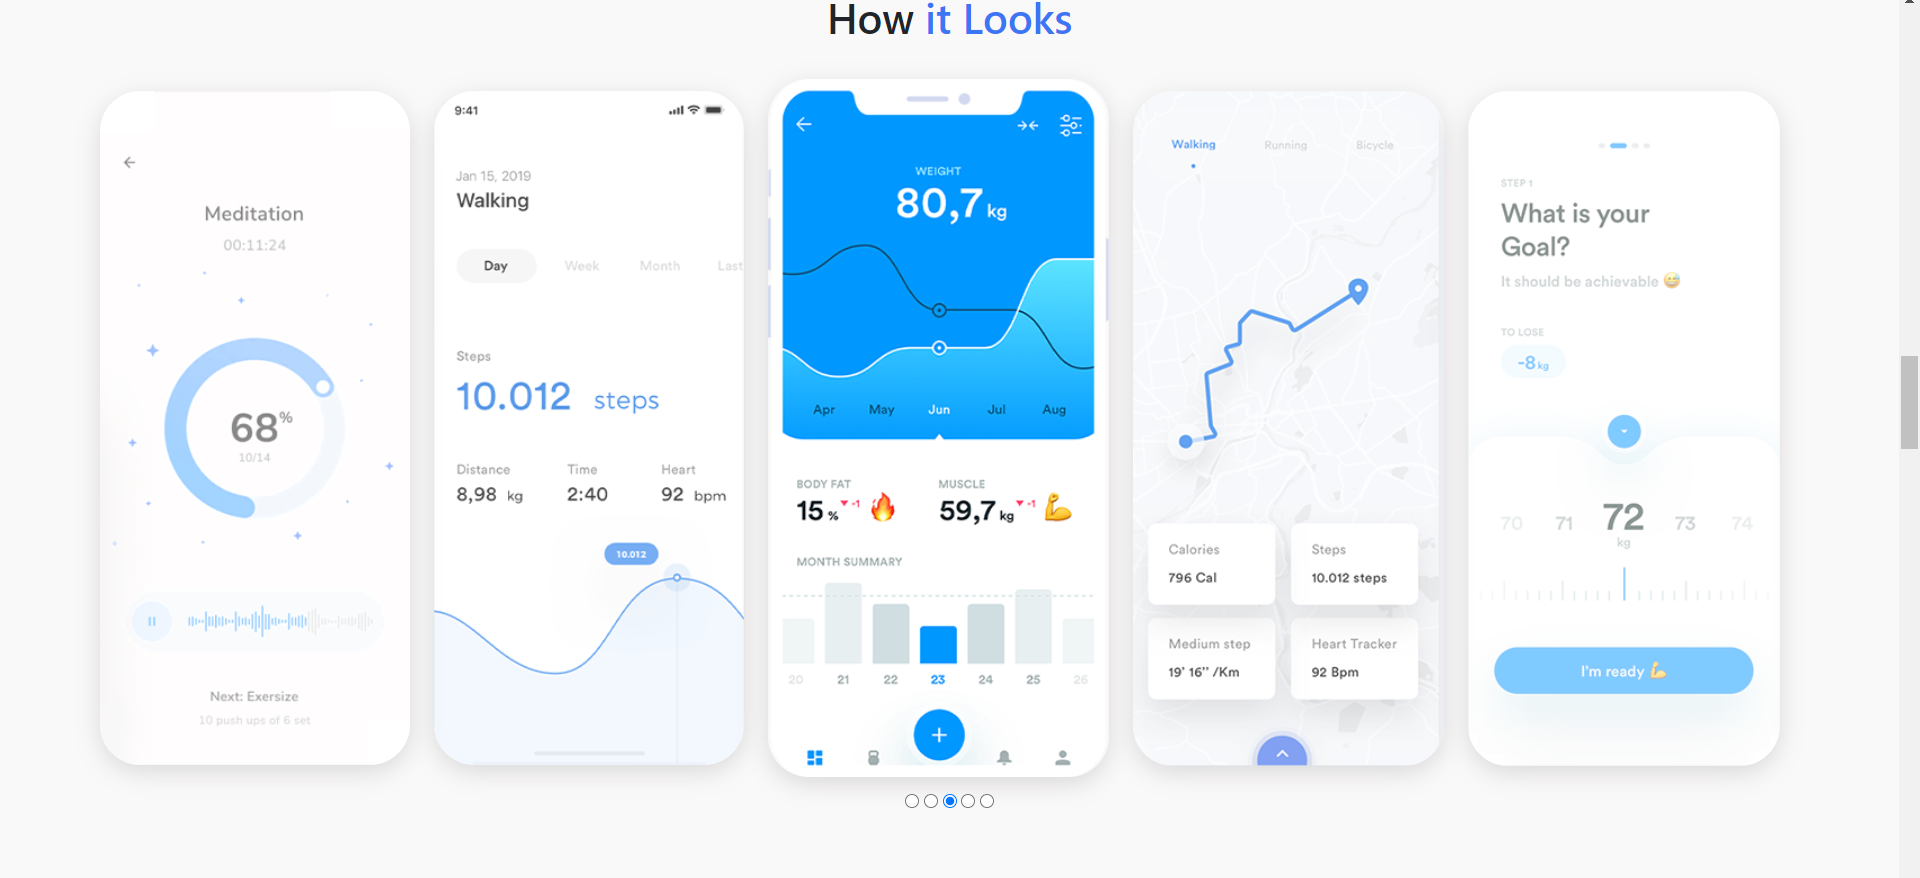 How it Looks
Meditation
00:11:24
68%
10/14
Next: Exersize
10 push ups of 6 set
9:41
Jan 15, 2019
Walking
Day Week Month Last
Steps
10.012 steps
Distance Time Heart
8,98 kg 2:40 92 bpm
10.012
WEIGHT
80,7 kg
Apr May Jun Jul Aug
BODY FAT MUSCLE
15 % -1 59,7 kg -1
MONTH SUMMARY
20 21 22 23 24 25 26
Walking Running Bicycle
Calories Steps
796 Cal 10.012 steps
Medium step Heart Tracker
19' 16'' /Km 92 Bpm
STEP 1
What is your
Goal?
It should be achievable 😅
TO LOSE
-8 kg
70 71 72 73 74
kg
I'm ready 💪